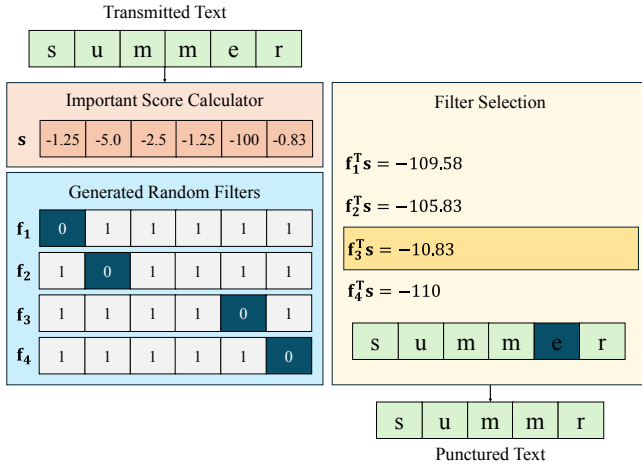 Transmitted Text
s u m m e r
Important Score Calculator
s -1.25 -5.0 -2.5 -1.25 -100 -0.83
Generated Random Filters
f₁ 0 1 1 1 1 1
f₂ 1 0 1 1 1 1
f₃ 1 1 1 1 0 1
f₄ 1 1 1 1 1 0
Filter Selection
f₁ᵀs = −109.58
f₂ᵀs = −105.83
f₃ᵀs = −10.83
f₄ᵀs = −110
s u m m e r
s u m m r
Punctured Text